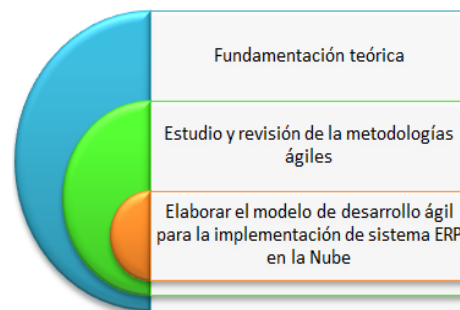 Fundamentación teórica
Estudio y revisión de la metodologías
ágiles
Elaborar el modelo de desarrollo ágil
para la implementación de sistema ERP
en la Nube